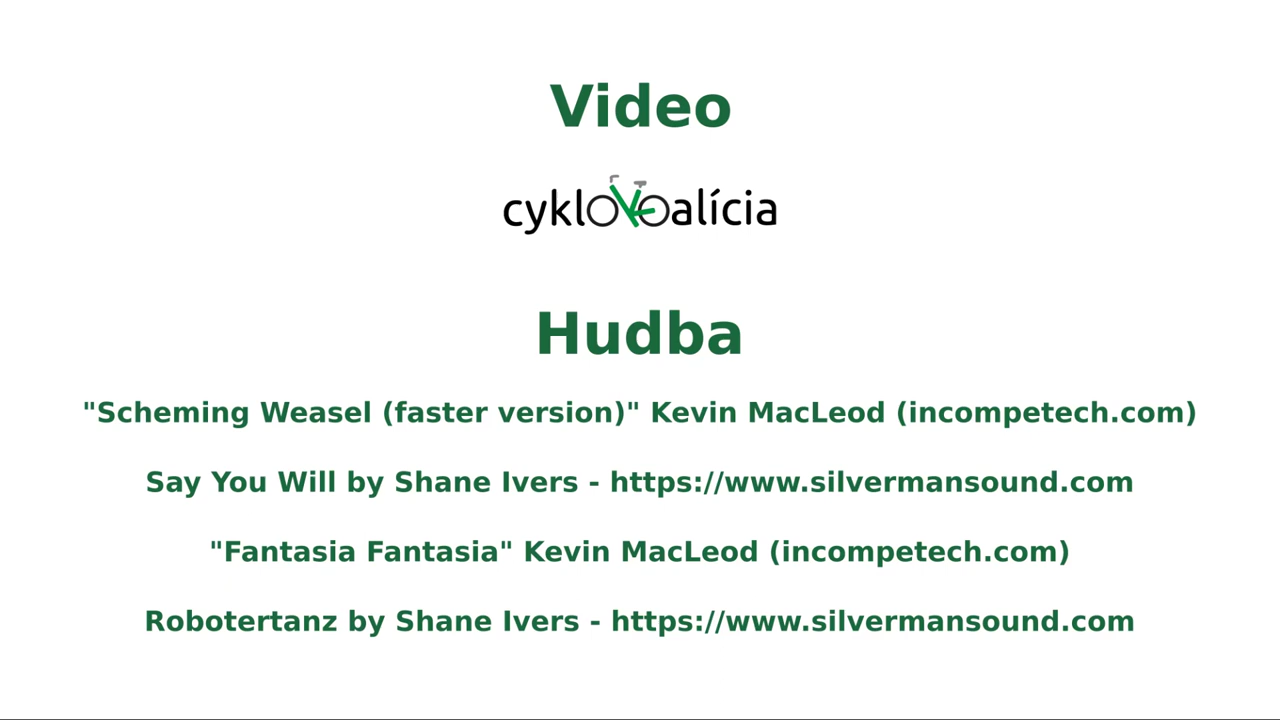 Video
cykloKoalícia
Hudba
"Scheming Weasel (faster version)" Kevin MacLeod (incompetech.com)
Say You Will by Shane Ivers - https://www.silvermansound.com
"Fantasia Fantasia" Kevin MacLeod (incompetech.com)
Robotertanz by Shane Ivers - https://www.silvermansound.com